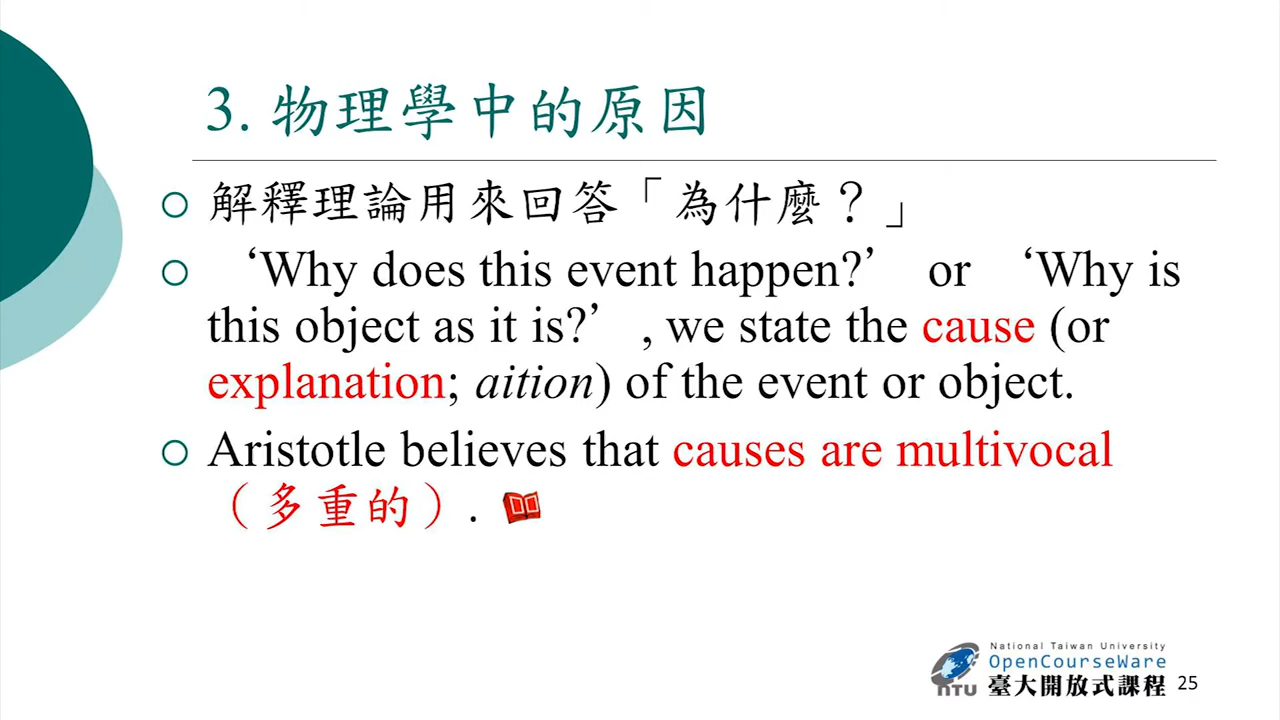 3. 物理學中的原因
解釋理論用來回答「為什麼？」
‘Why does this event happen?’ or ‘Why is
this object as it is?’ , we state the cause (or
explanation; aition) of the event or object.
Aristotle believes that causes are multivocal
（多重的）.
National Taiwan University
OpenCourseWare
NTU 臺大開放式課程 25